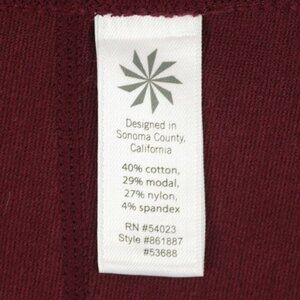 Designed in
Sonoma County,
California
40% cotton,
29% modal,
27% nylon,
4% spandex
RN #54023
Style #861887
#53688